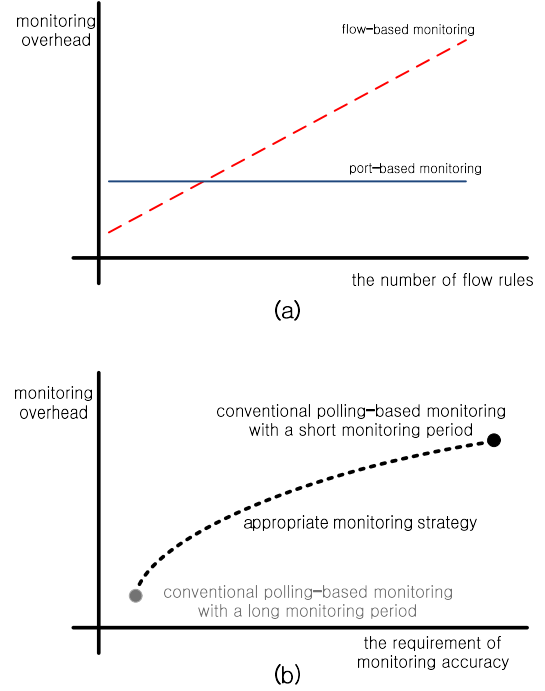 monitoring
overhead
flow-based monitoring
port-based monitoring
the number of flow rules
(a)
monitoring
overhead
conventional polling-based monitoring
with a short monitoring period
appropriate monitoring strategy
conventional polling-based monitoring
with a long monitoring period
the requirement of
monitoring accuracy
(b)